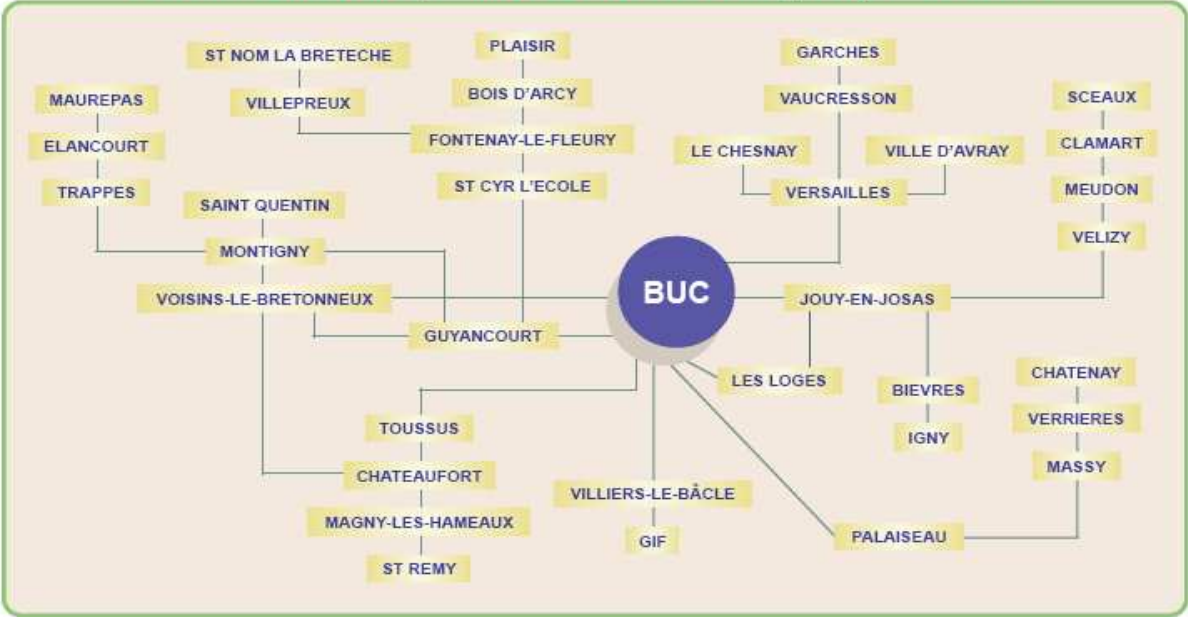 PLAISIR
GARCHES
ST NOM LA BRETECHE
MAUREPAS
VILLEPREUX
BOIS D'ARCY
VAUCRESSON
SCEAUX
ELANCOURT
FONTENAY-LE-FLEURY
LE CHESNAY
VILLE D'AVRAY
CLAMART
TRAPPES
ST CYR L'ECOLE
VERSAILLES
MEUDON
SAINT QUENTIN
MONTIGNY
VELIZY
VOISINS-LE-BRETONNEUX
BUC
JOUY-EN-JOSAS
GUYANCOURT
LES LOGES
BIEVRES
CHATENAY
TOUSSUS
IGNY
VERRIERES
CHATEAUFORT
MASSY
VILLIERS-LE-BÂCLE
MAGNY-LES-HAMEAUX
GIF
PALAISEAU
ST REMY